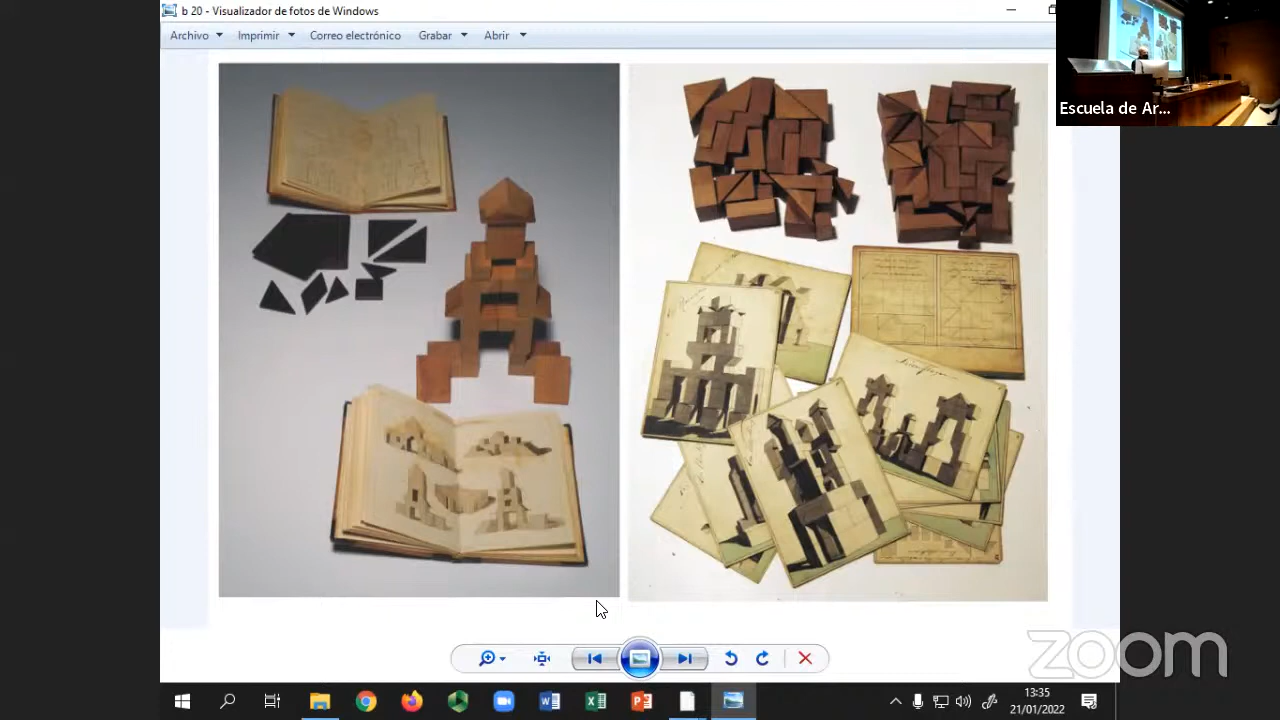 b 20 - Visualizador de fotos de Windows
Archivo Imprimir Correo electrónico Grabar Abrir
Escuela de Ar...
zoom
13:35
21/01/2022